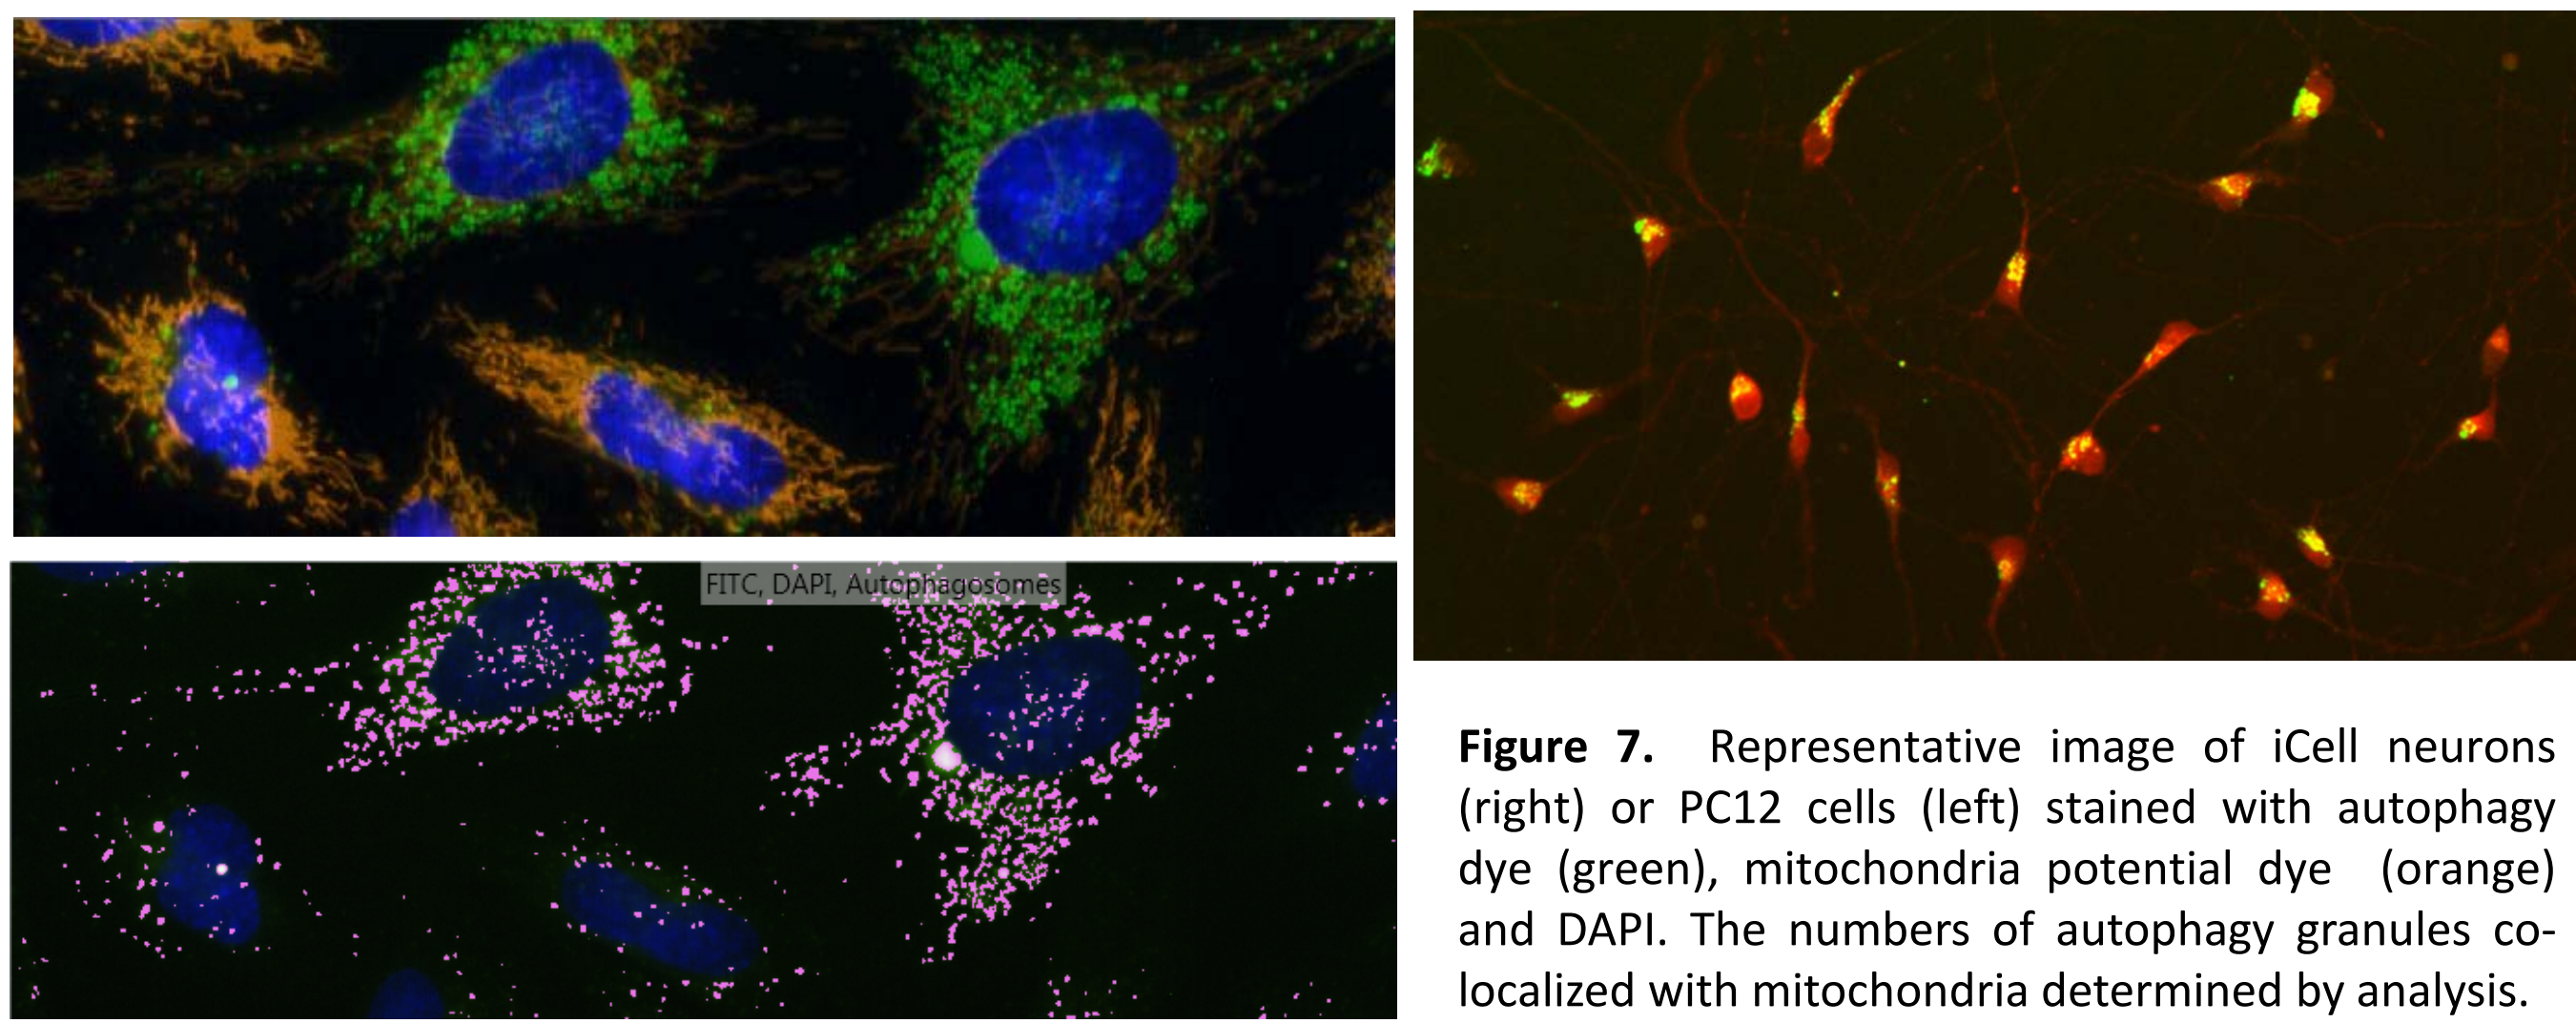 FITC, DAPI, Autophagosomes
Figure 7. Representative image of iCell neurons
(right) or PC12 cells (left) stained with autophagy
dye (green), mitochondria potential dye (orange)
and DAPI. The numbers of autophagy granules co-
localized with mitochondria determined by analysis.